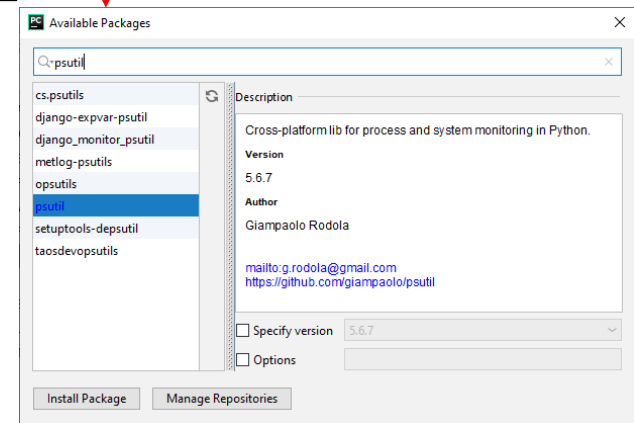 PC Available Packages
psutil
cs.psutils
django-expvar-psutil
django_monitor_psutil
metlog-psutils
opsutils
psutil
setuptools-depsutil
taosdevopsutils
Description
Cross-platform lib for process and system monitoring in Python.
Version
5.6.7
Author
Giampaolo Rodola
mailto:g.rodola@gmail.com
https://github.com/giampaolo/psutil
Specify version 5.6.7
Options
Install Package Manage Repositories